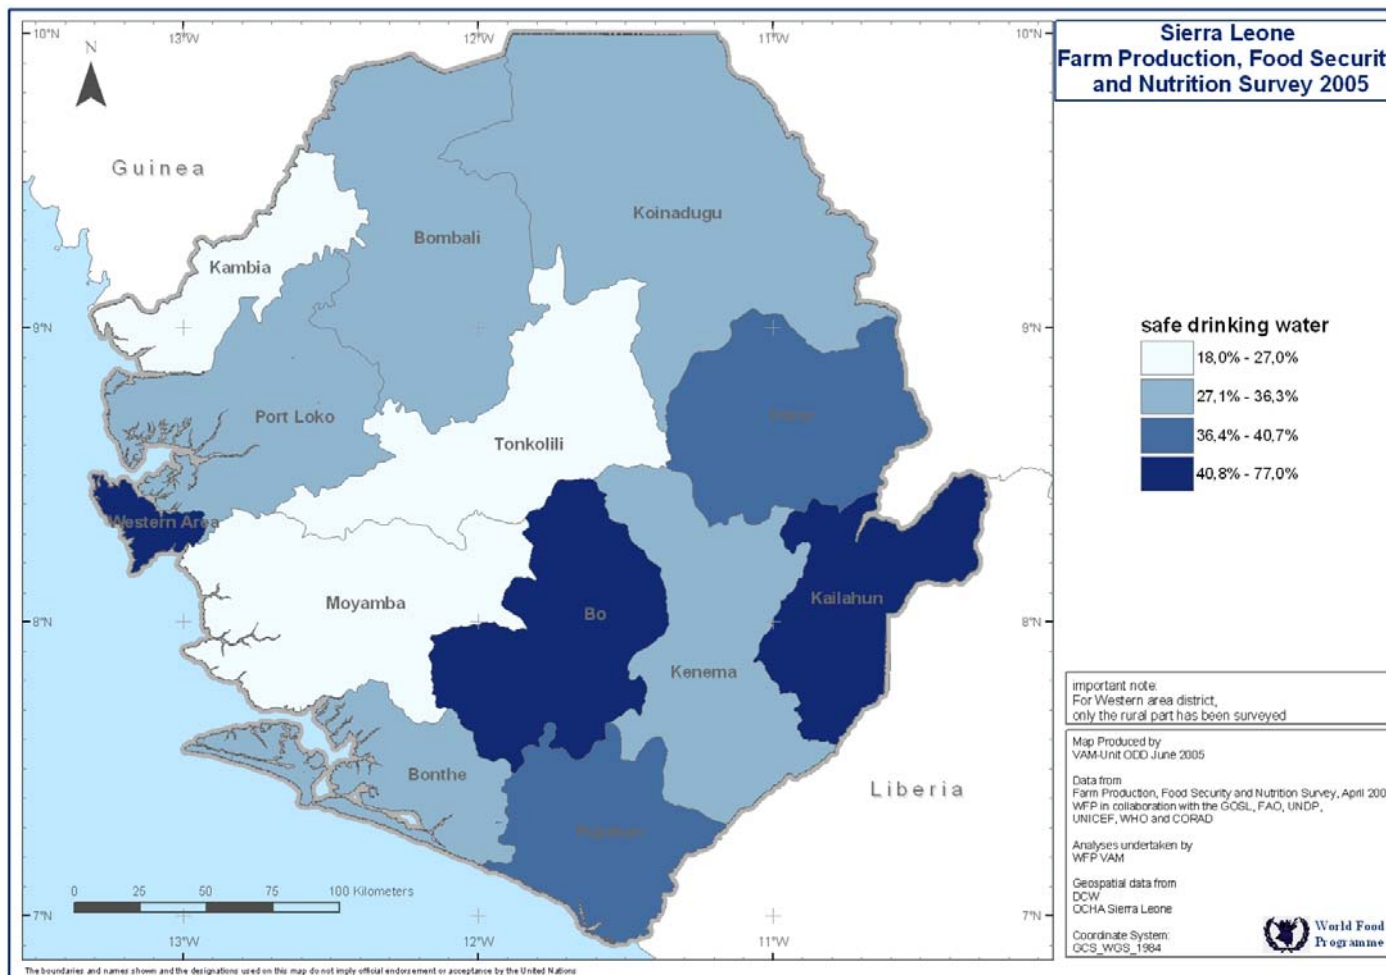 Sierra Leone
Farm Production, Food Securit
and Nutrition Survey 2005
10°N
13°W
12°W
11°W
10°N
N
Guinea
Koinadugu
Bombali
Kambia
9°N
9°N
safe drinking water
18,0% - 27,0%
27,1% - 36,3%
36,4% - 40,7%
40,8% - 77,0%
Port Loko
Tonkolili
Western Area
Moyamba
Bo
Kailahun
8°N
8°N
Kenema
Bonthe
Liberia
important note:
For Western area district,
only the rural part has been surveyed
Map Produced by
VAM-Unit ODD June 2005
Data from
Farm Production, Food Security and Nutrition Survey, April 200
WFP in collaboration with the GOSL, FAO, UNDP,
UNICEF, WHO and CORAD
Analyses undertaken by
WFP VAM
Geospatial data from
DCW
OCHA Sierra Leone
Coordinate System:
GCS_WGS_1984
World Food
Programme
0 25 50 75 100 Kilometers
7°N
7°N
13°W
12°W
11°W
The boundaries and names shown and the designations used on this map do not imply official endorsement or acceptance by the United Nations